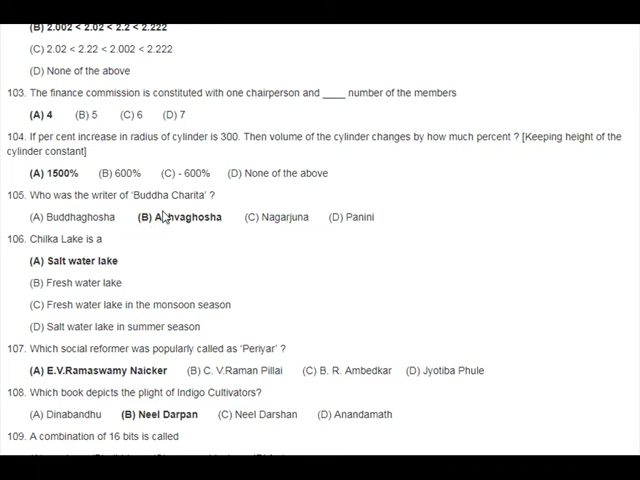 (B) 2.002 < 2.02 < 2.2 < 2.222
(C) 2.02 < 2.22 < 2.002 < 2.222
(D) None of the above
103. The finance commission is constituted with one chairperson and ____ number of the members
(A) 4 (B) 5 (C) 6 (D) 7
104. If per cent increase in radius of cylinder is 300. Then volume of the cylinder changes by how much percent ? [Keeping height of the
cylinder constant]
(A) 1500% (B) 600% (C) - 600% (D) None of the above
105. Who was the writer of 'Buddha Charita' ?
(A) Buddhaghosha (B) Ashvaghosha (C) Nagarjuna (D) Panini
106. Chilka Lake is a
(A) Salt water lake
(B) Fresh water lake
(C) Fresh water lake in the monsoon season
(D) Salt water lake in summer season
107. Which social reformer was popularly called as 'Periyar' ?
(A) E.V.Ramaswamy Naicker (B) C. V.Raman Pillai (C) B. R. Ambedkar (D) Jyotiba Phule
108. Which book depicts the plight of Indigo Cultivators?
(A) Dinabandhu (B) Neel Darpan (C) Neel Darshan (D) Anandamath
109. A combination of 16 bits is called